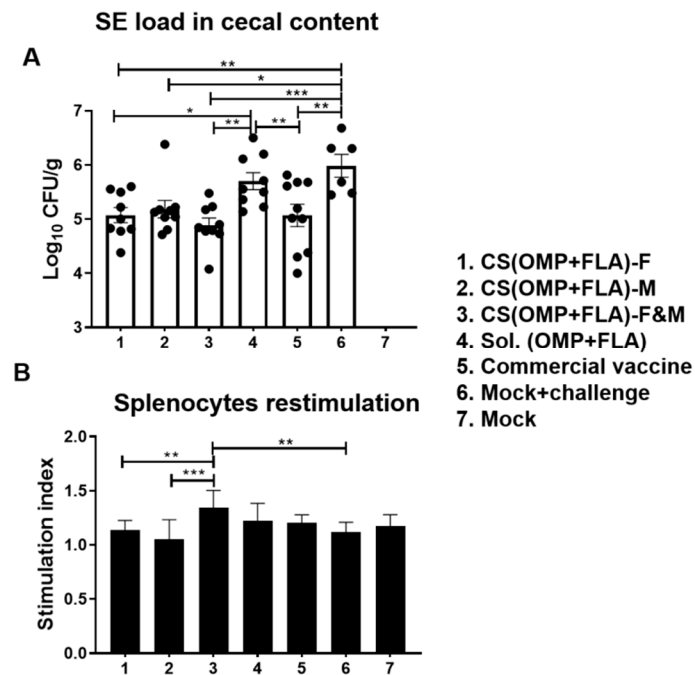 SE load in cecal content
A
**
*
***
* ** ** **
7
6
5
4
3
Log10 CFU/g
1 2 3 4 5 6 7
1. CS(OMP+FLA)-F
2. CS(OMP+FLA)-M
3. CS(OMP+FLA)-F&M
4. Sol. (OMP+FLA)
5. Commercial vaccine
6. Mock+challenge
7. Mock
B
Splenocytes restimulation
** **
***
2.0
1.5
1.0
0.5
0.0
Stimulation index
1 2 3 4 5 6 7